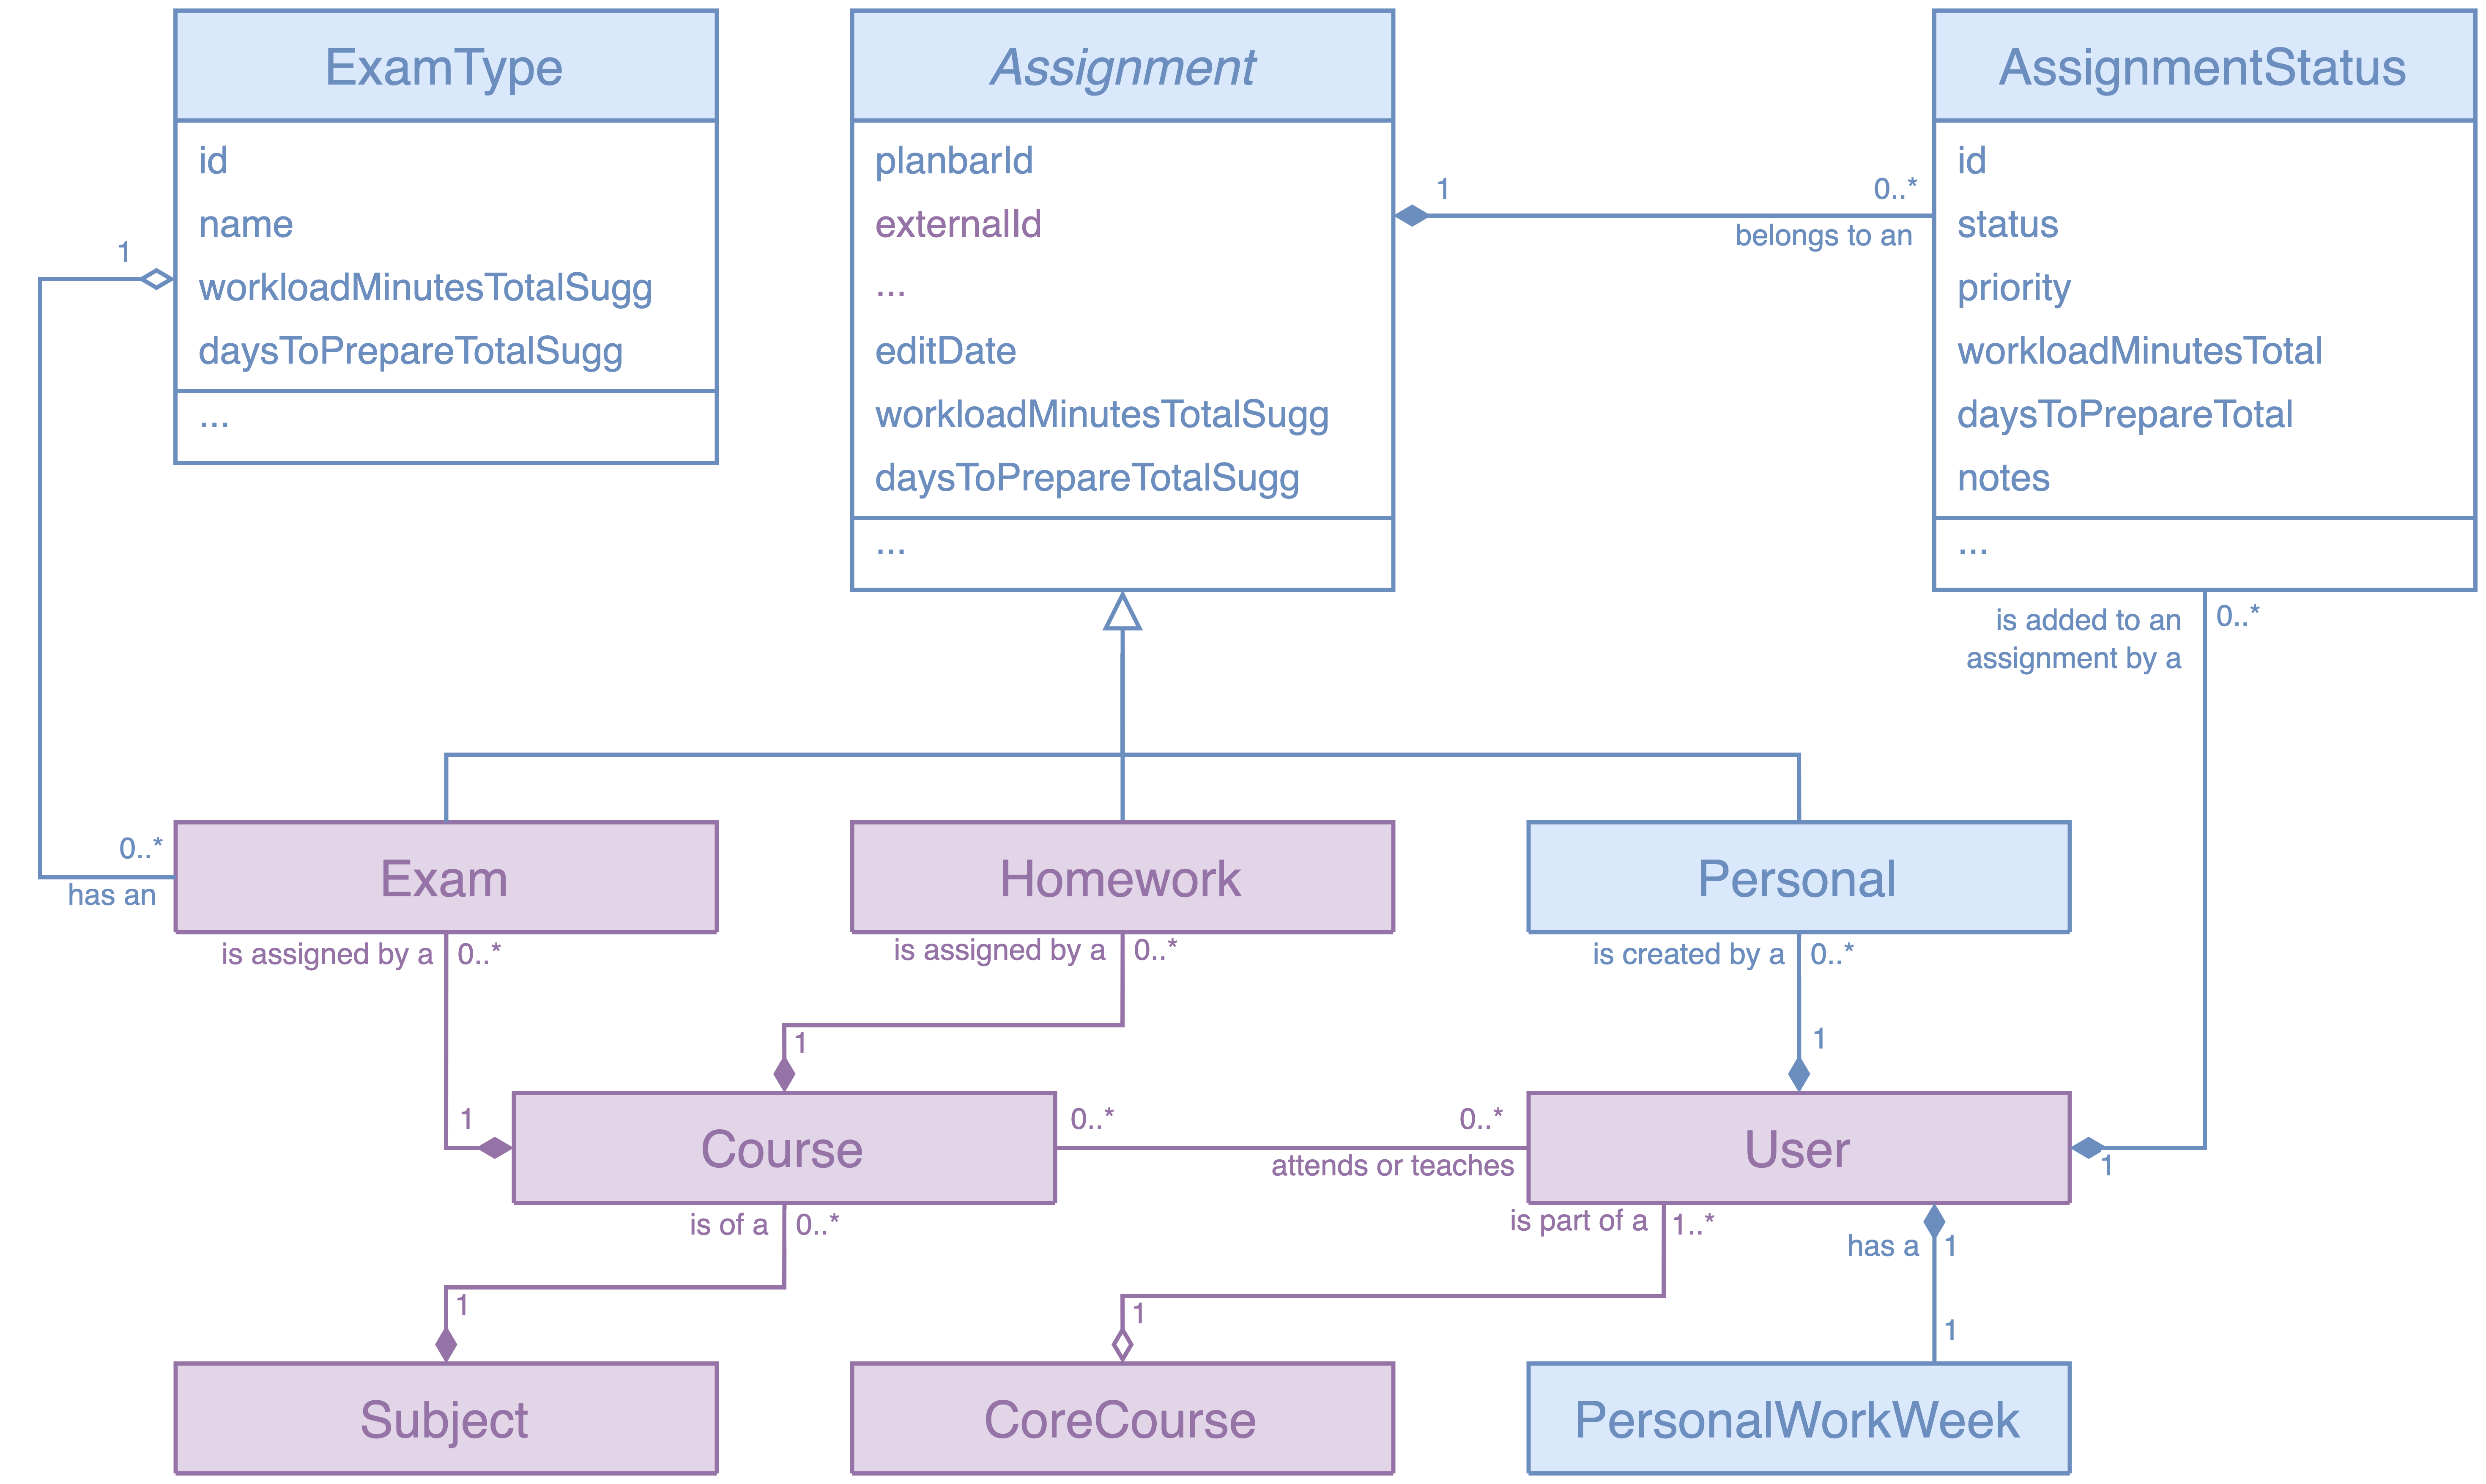 ExamType
id
name
workloadMinutesTotalSugg
daysToPrepareTotalSugg
...
1
Assignment
planbarId
externalId
...
editDate
workloadMinutesTotalSugg
daysToPrepareTotalSugg
...
1
0..*
belongs to an
AssignmentStatus
id
status
priority
workloadMinutesTotal
daysToPrepareTotal
notes
...
is added to an
assignment by a
0..*
0..*
has an
Exam
Homework
Personal
is assigned by a
0..*
is assigned by a
0..*
is created by a
0..*
1
1
1
Course
0..*
0..*
attends or teaches
User
1
is of a
0..*
is part of a
1..*
has a
1
1
1
1
Subject
CoreCourse
PersonalWorkWeek